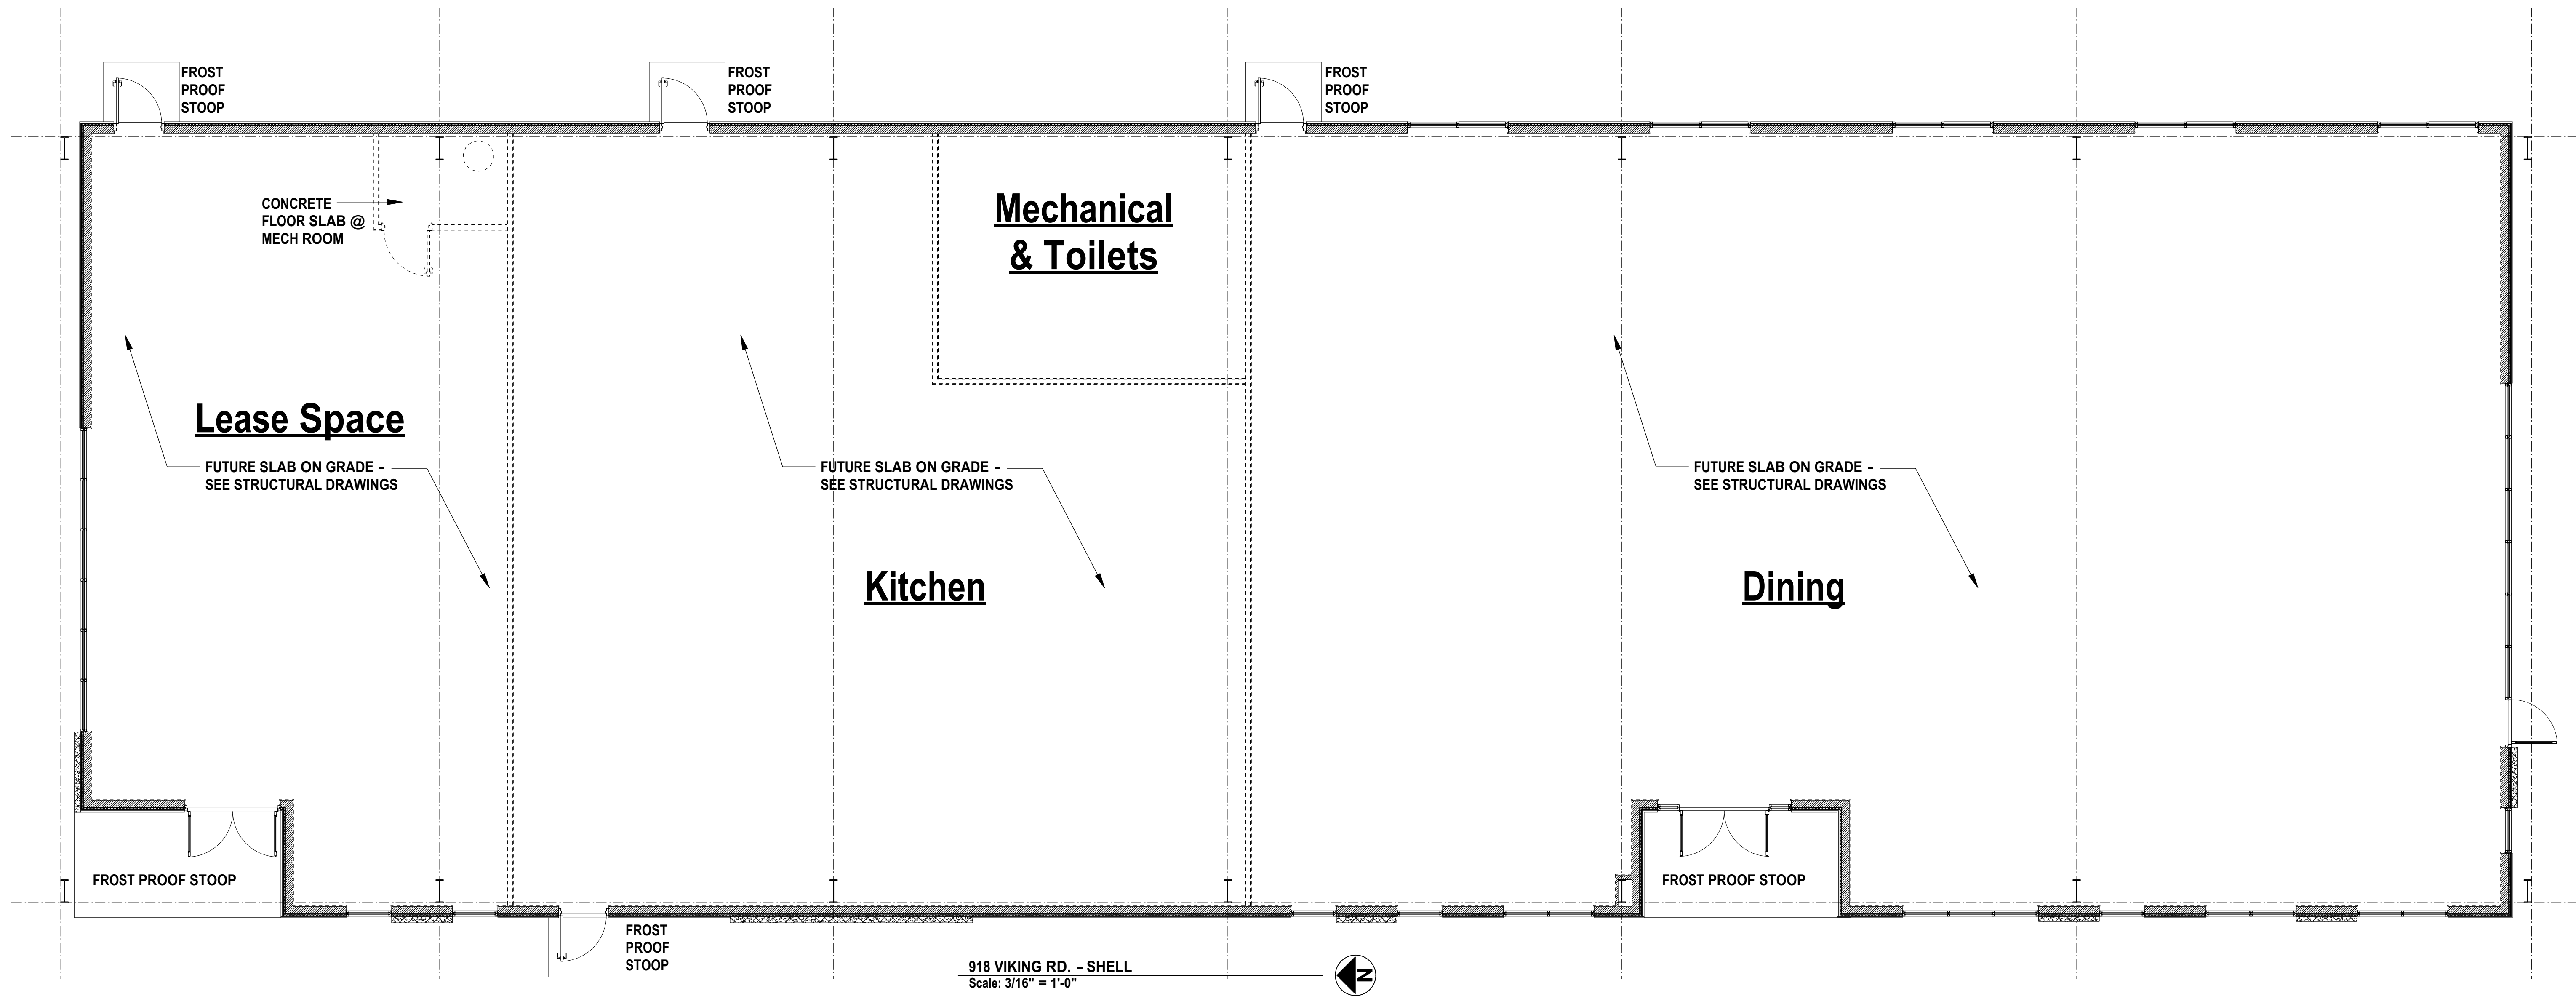 FROST
PROOF
STOOP
FROST
PROOF
STOOP
FROST
PROOF
STOOP
CONCRETE
FLOOR SLAB @
MECH ROOM
Mechanical
& Toilets
Lease Space
FUTURE SLAB ON GRADE -
SEE STRUCTURAL DRAWINGS
FUTURE SLAB ON GRADE -
SEE STRUCTURAL DRAWINGS
FUTURE SLAB ON GRADE -
SEE STRUCTURAL DRAWINGS
Kitchen
Dining
FROST PROOF STOOP
FROST PROOF STOOP
FROST
PROOF
STOOP
918 VIKING RD. - SHELL
Scale: 3/16" = 1'-0"
N